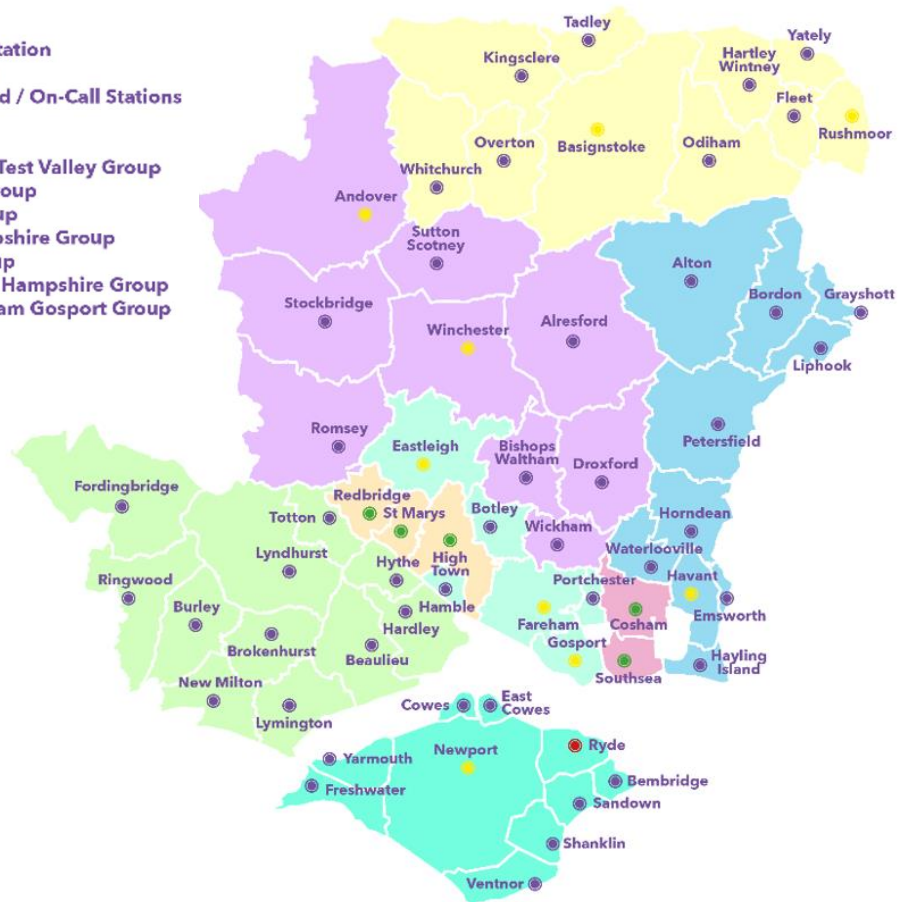 tation
d / On-Call Stations
Test Valley Group
oup
up
pshire Group
up
Hampshire Group
am Gosport Group
Tadley
Yately
Kingsclere
Hartley
Wintney
Fleet
Rushmoor
Overton
Basignstoke
Odiham
Whitchurch
Andover
Sutton
Scotney
Alton
Bordon
Grayshott
Stockbridge
Winchester
Alresford
Liphook
Romsey
Eastleigh
Bishops
Waltham
Droxford
Petersfield
Fordingbridge
Redbridge
Totton
St Marys
Botley
Wickham
Horndean
Waterlooville
Lyndhurst
Hythe
High
Town
Portchester
Havant
Ringwood
Burley
Hamble
Hardley
Fareham
Cosham
Emsworth
Brokenhurst
Beaulieu
Gosport
Southsea
Hayling
Island
New Milton
Lymington
Cowes
East
Cowes
Yarmouth
Newport
Ryde
Freshwater
Bembridge
Sandown
Shanklin
Ventnor